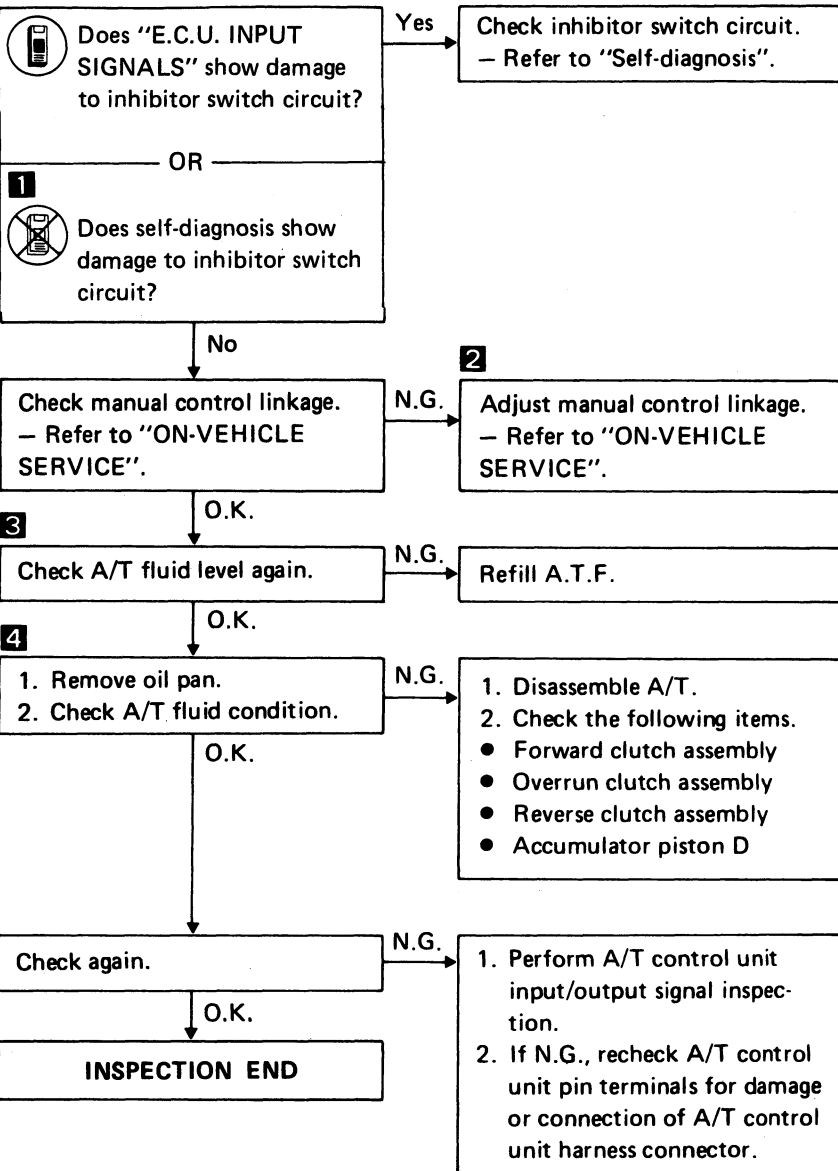 Does "E.C.U. INPUT
SIGNALS" show damage
to inhibitor switch circuit?
Yes
Check inhibitor switch circuit.
— Refer to "Self-diagnosis".
OR
1
Does self-diagnosis show
damage to inhibitor switch
circuit?
No
2
Check manual control linkage.
— Refer to "ON-VEHICLE
SERVICE".
N.G.
Adjust manual control linkage.
— Refer to "ON-VEHICLE
SERVICE".
O.K.
3
Check A/T fluid level again.
N.G.
Refill A.T.F.
O.K.
4
1. Remove oil pan.
2. Check A/T fluid condition.
N.G.
1. Disassemble A/T.
2. Check the following items.
● Forward clutch assembly
● Overrun clutch assembly
● Reverse clutch assembly
● Accumulator piston D
O.K.
Check again.
N.G.
1. Perform A/T control unit
input/output signal inspec-
tion.
2. If N.G., recheck A/T control
unit pin terminals for damage
or connection of A/T control
unit harness connector.
O.K.
INSPECTION END